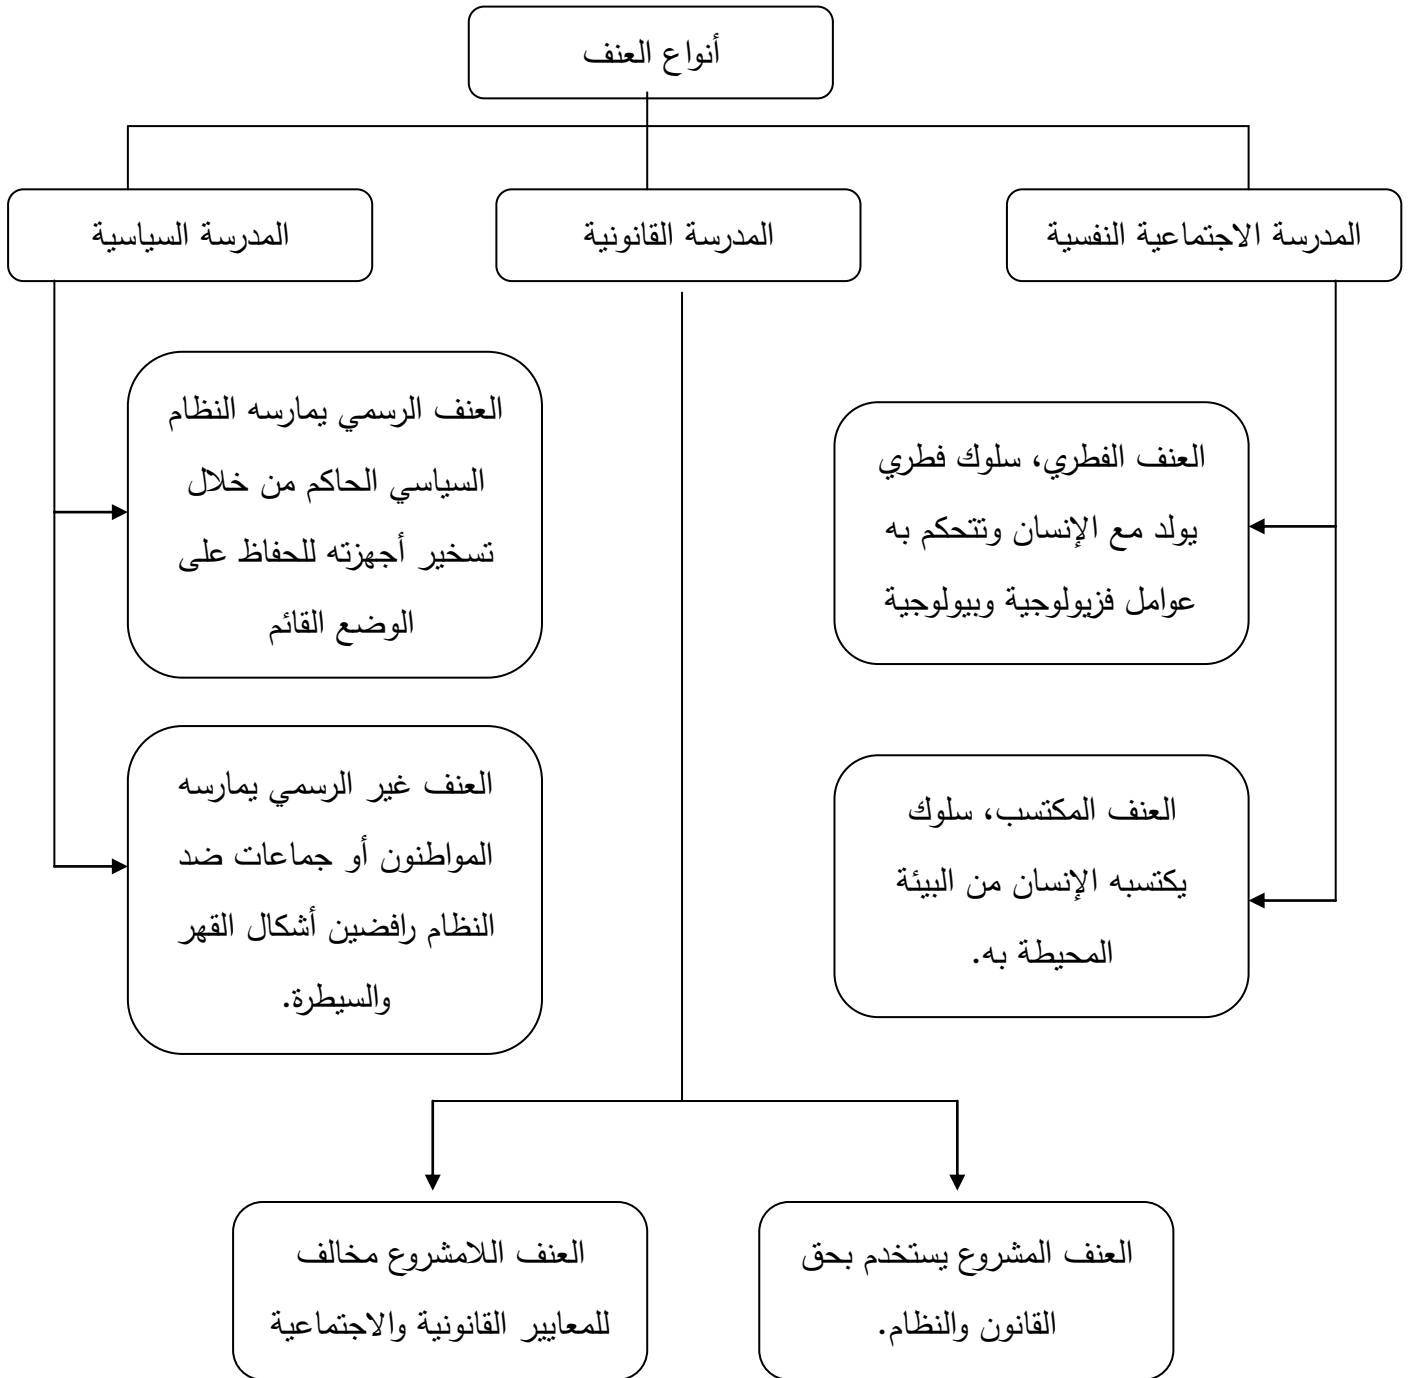 أنواع العنف
المدرسة الاجتماعية النفسية
المدرسة القانونية
المدرسة السياسية
العنف الفطري، سلوك فطري
يولد مع الإنسان وتتحكم به
عوامل فزيولوجية وبيولوجية
العنف المكتسب، سلوك
يكتسبه الإنسان من البيئة
المحيطة به.
العنف الرسمي يمارسه النظام
السياسي الحاكم من خلال
تسخير أجهزته للحفاظ على
الوضع القائم
العنف غير الرسمي يمارسه
المواطنون أو جماعات ضد
النظام رافضين أشكال القهر
والسيطرة.
العنف المشروع يستخدم بحق
القانون والنظام.
العنف اللامشروع مخالف
للمعايير القانونية والاجتماعية